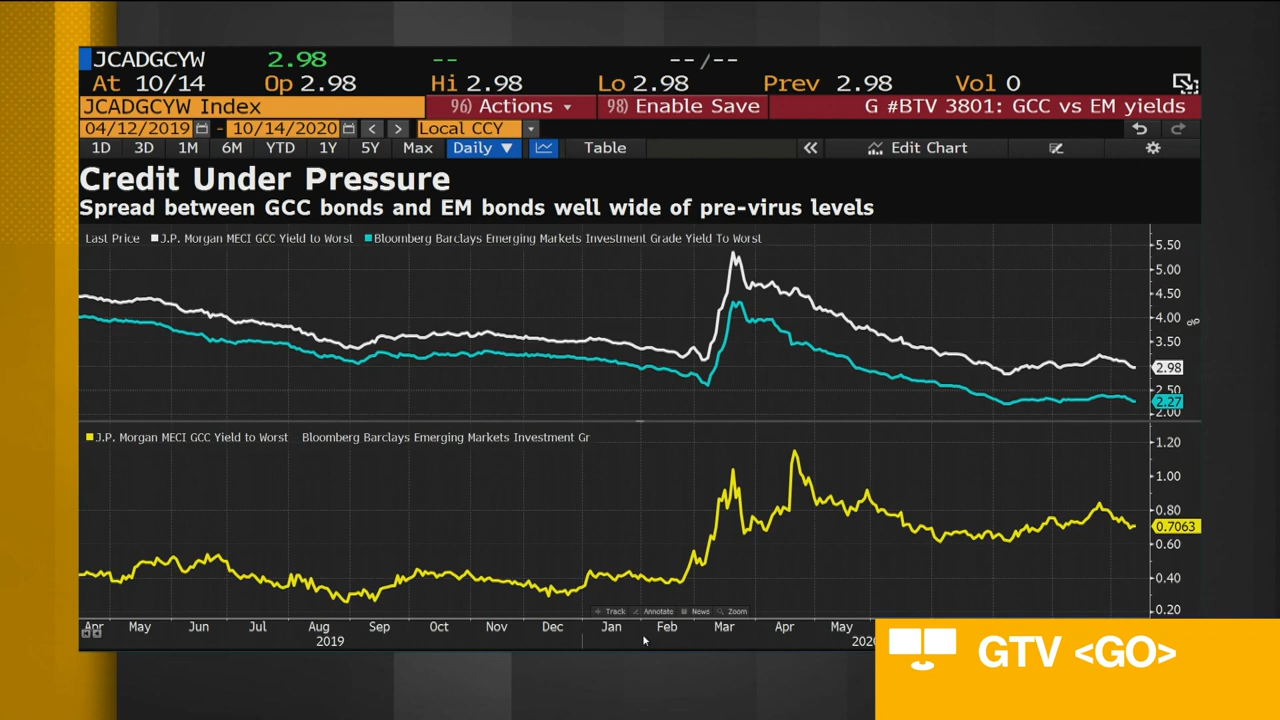 JCADGCYW 2.98 -- --/--
At 10/14 Op 2.98 Hi 2.98 Lo 2.98 Prev 2.98 Vol 0
JCADGCYW Index 96) Actions 98) Enable Save G #BTV 3801: GCC vs EM yields
04/12/2019 - 10/14/2020 < > Local CCY
1D 3D 1M 6M YTD 1Y 5Y Max Daily ▼ Table « Edit Chart
Credit Under Pressure
Spread between GCC bonds and EM bonds well wide of pre-virus levels
Last Price J.P. Morgan MECI GCC Yield to Worst Bloomberg Barclays Emerging Markets Investment Grade Yield To Worst
5.50
5.00
4.50
4.00
3.50
2.98
2.50
2.27
2.00
J.P. Morgan MECI GCC Yield to Worst Bloomberg Barclays Emerging Markets Investment Gr
1.20
1.00
0.80
0.7063
0.60
0.40
0.20
Track Annotate News Zoom
Apr May Jun Jul Aug Sep Oct Nov Dec Jan Feb Mar Apr May
2019 202
GTV <GO>